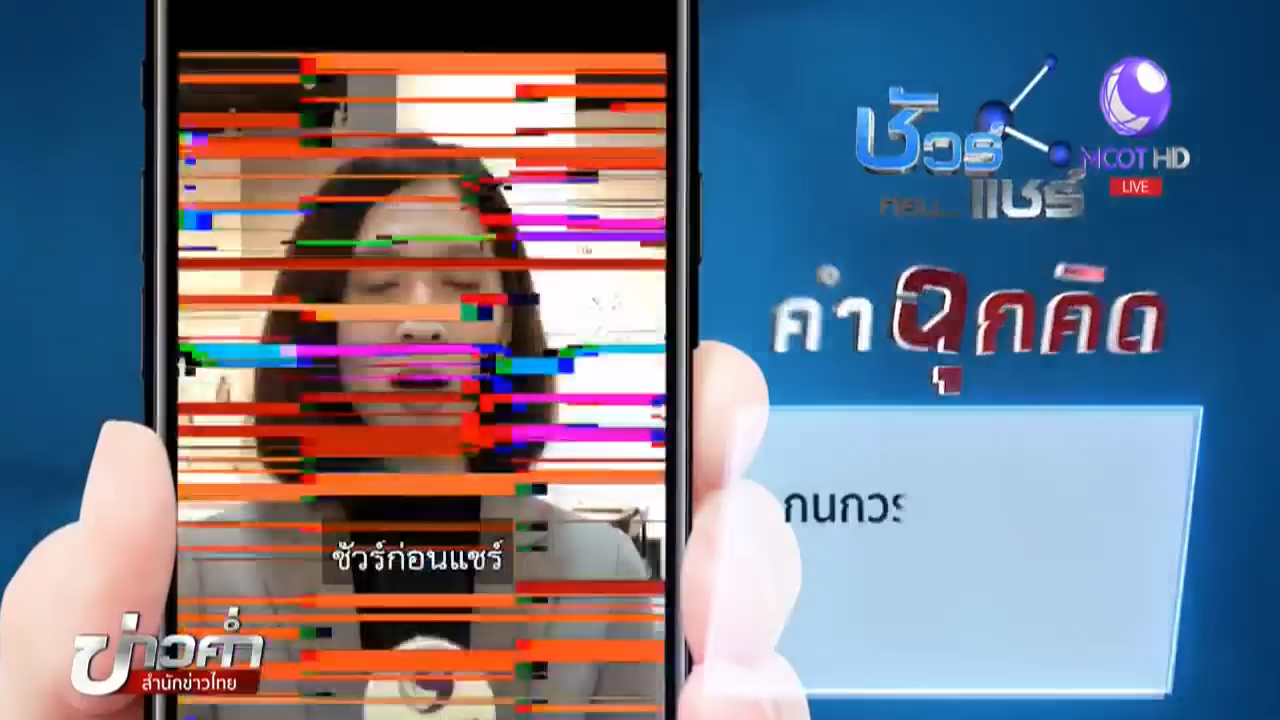 ชัวร์
ก่อน... แชร์
MCOT HD
LIVE
คำฉุกคิด
กนกวร
ชัวร์ก่อนแชร์
ข่าวค่ำ
สำนักข่าวไทย